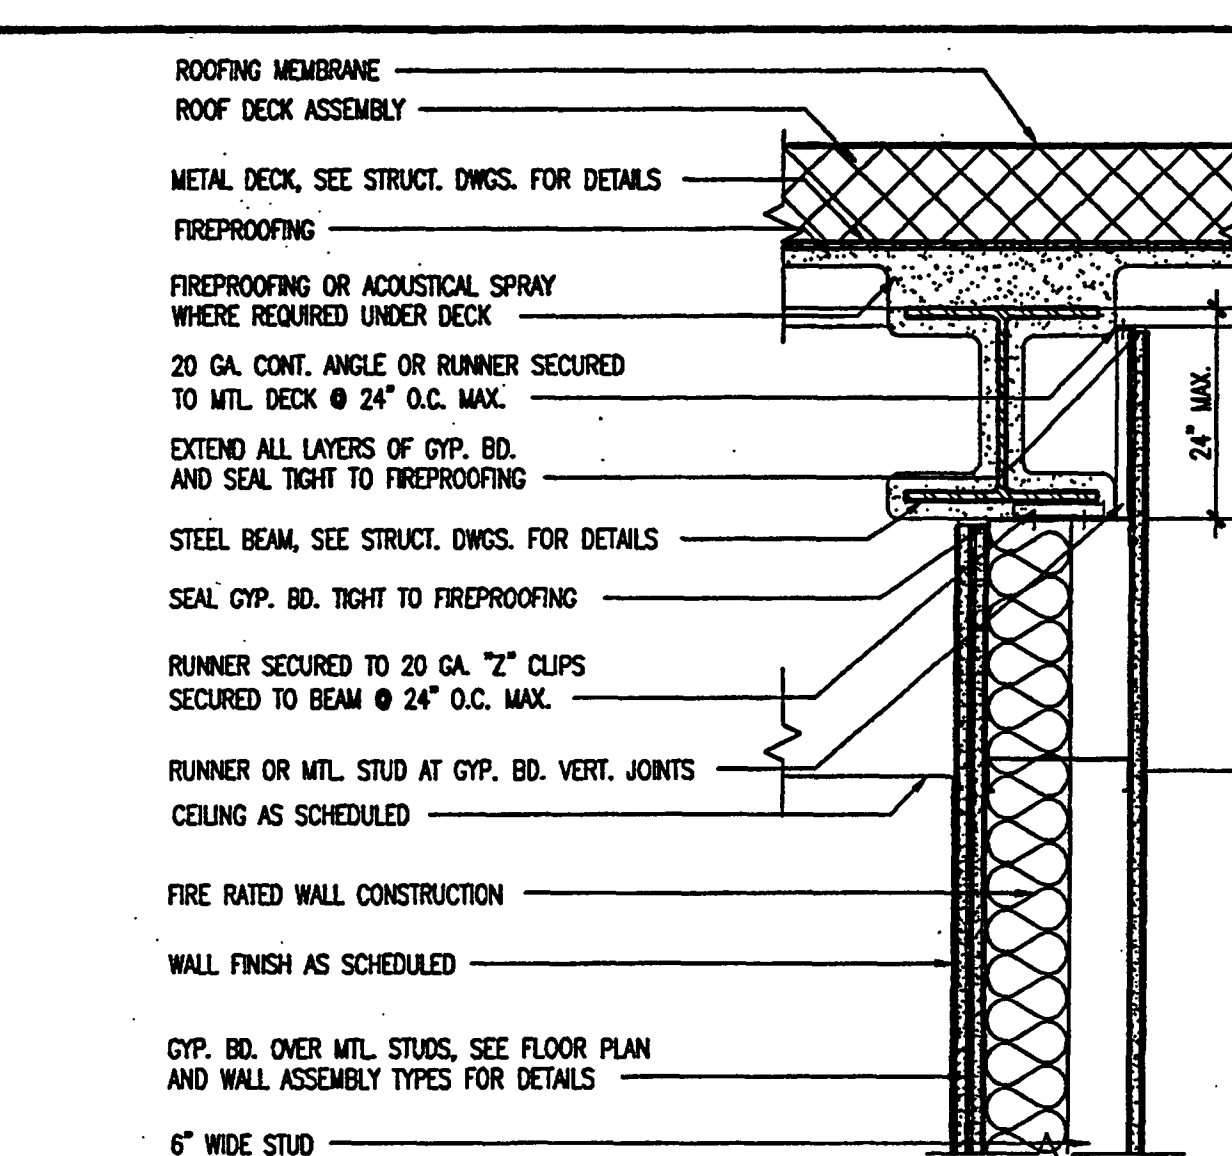 ROOFING MEMBRANE
ROOF DECK ASSEMBLY
METAL DECK, SEE STRUCT. DWGS. FOR DETAILS
FIREPROOFING
FIREPROOFING OR ACOUSTICAL SPRAY
WHERE REQUIRED UNDER DECK
20 GA. CONT. ANGLE OR RUNNER SECURED
TO MTL. DECK @ 24" O.C. MAX.
EXTEND ALL LAYERS OF GYP. BD.
AND SEAL TIGHT TO FIREPROOFING
STEEL BEAM, SEE STRUCT. DWGS. FOR DETAILS
SEAL GYP. BD. TIGHT TO FIREPROOFING
RUNNER SECURED TO 20 GA. "Z" CLIPS
SECURED TO BEAM @ 24" O.C. MAX.
RUNNER OR MTL. STUD AT GYP. BD. VERT. JOINTS
CEILING AS SCHEDULED
FIRE RATED WALL CONSTRUCTION
WALL FINISH AS SCHEDULED
GYP. BD. OVER MTL. STUDS, SEE FLOOR PLAN
AND WALL ASSEMBLY TYPES FOR DETAILS
6" WIDE STUD
24" MAX.